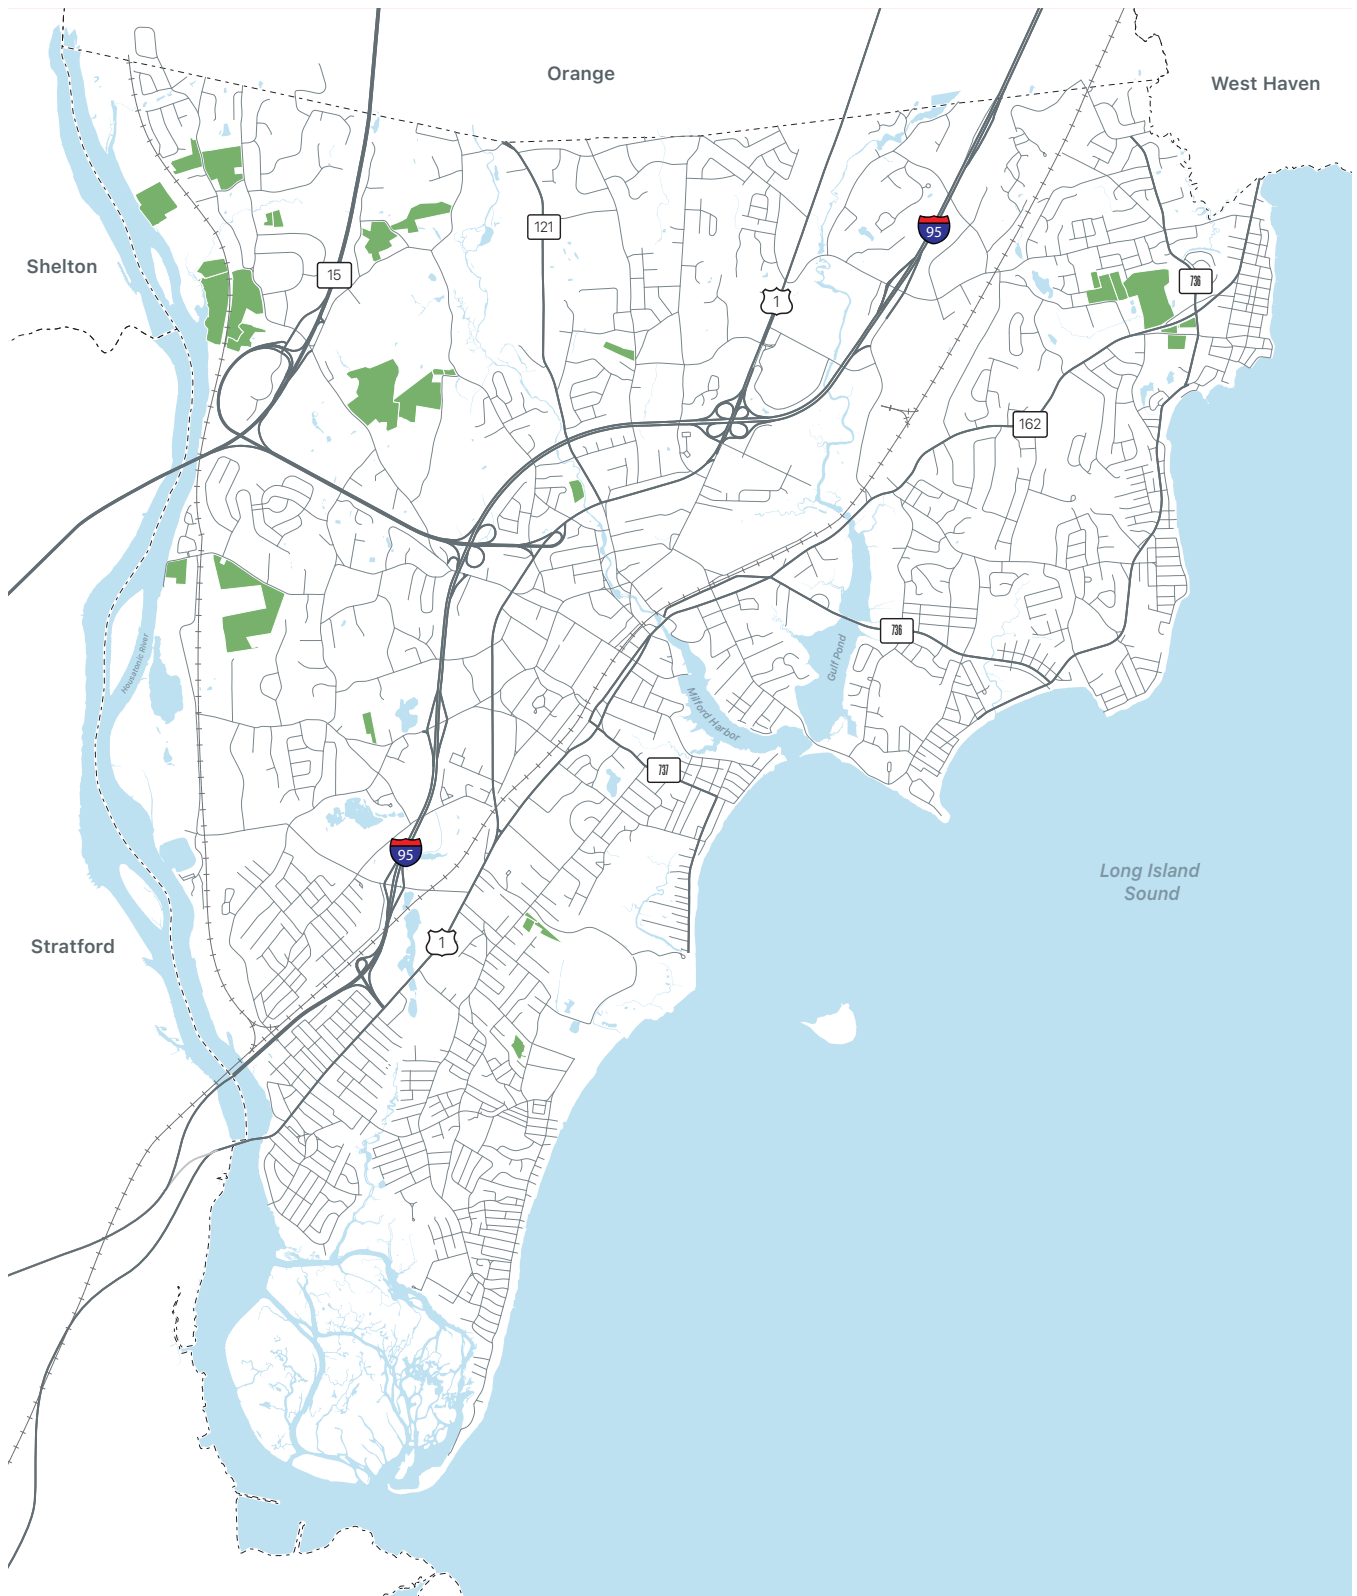 Orange
West Haven
121
95
Shelton
15
736
1
162
736
Housatonic River
Gulf Pond
Milford Harbor
737
95
Long Island
Sound
1
Stratford